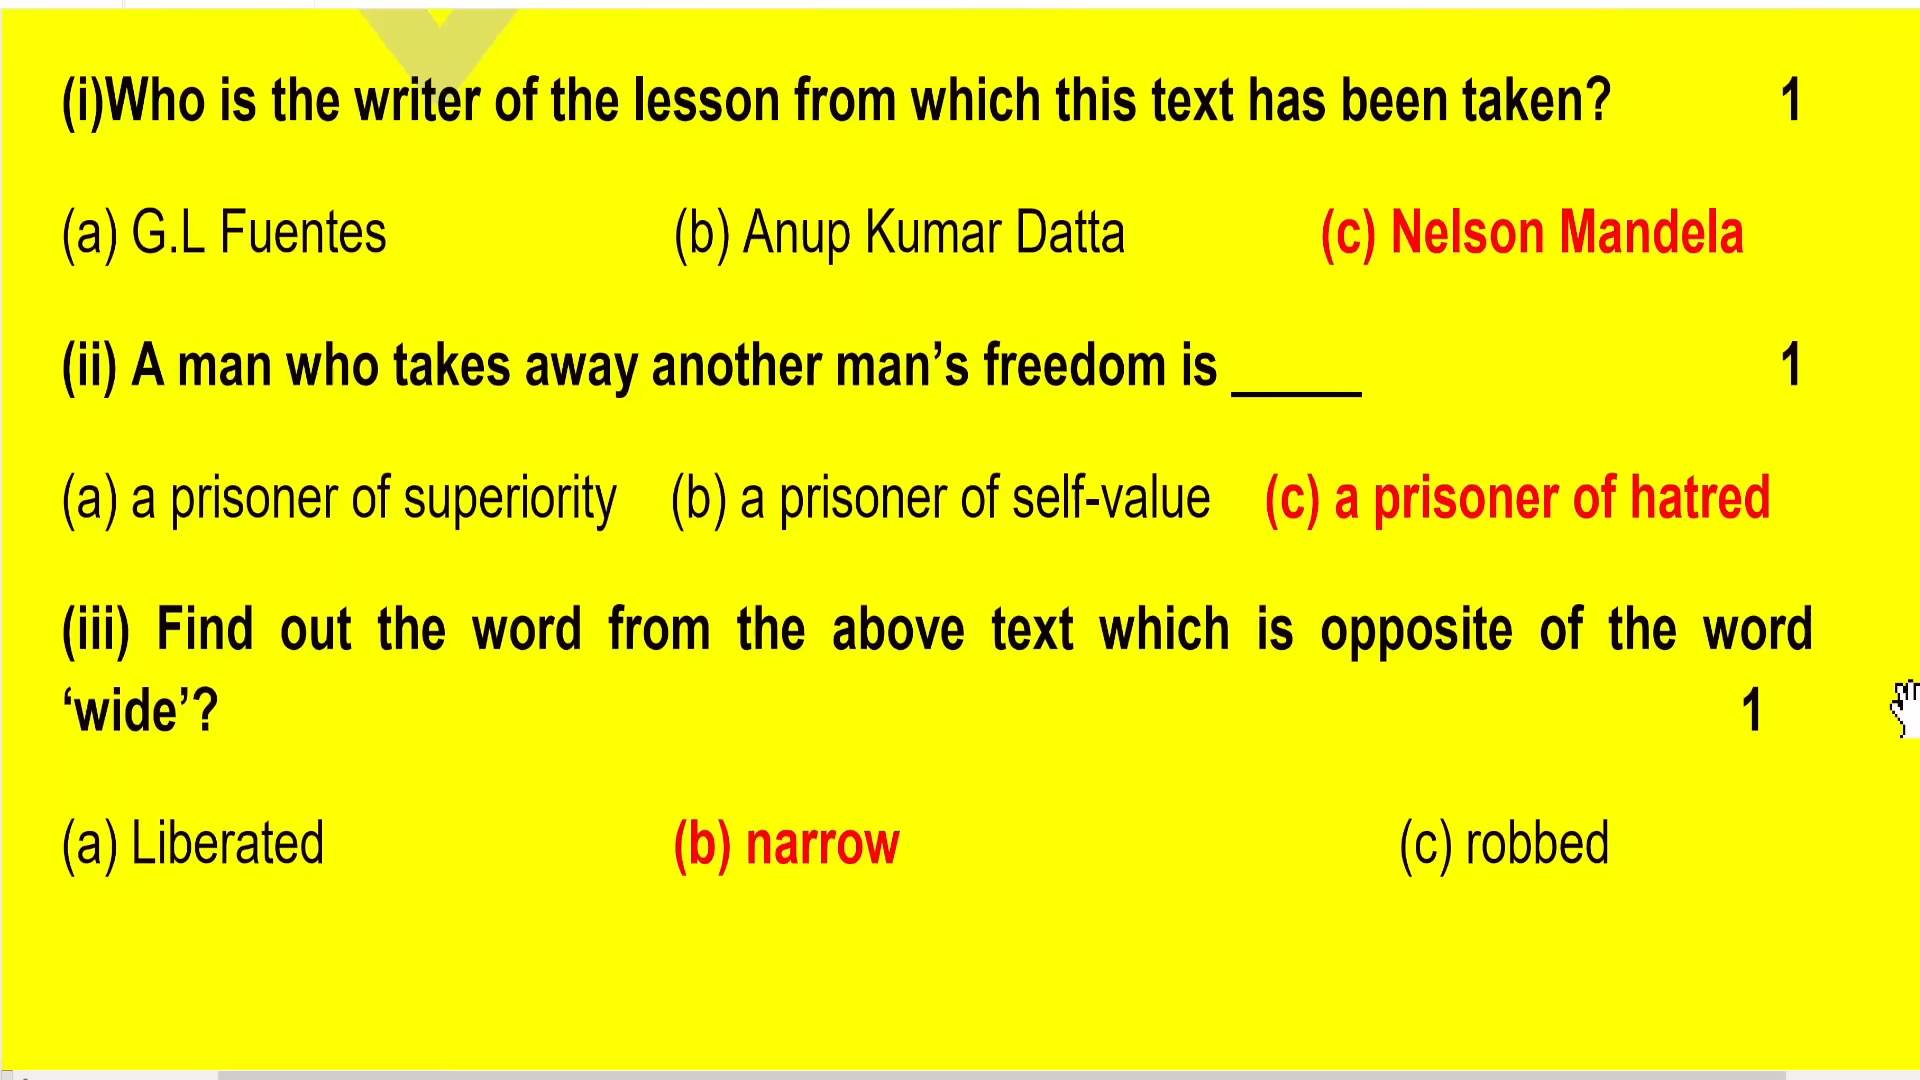 (i)Who is the writer of the lesson from which this text has been taken? 1
(a) G.L Fuentes (b) Anup Kumar Datta (c) Nelson Mandela
(ii) A man who takes away another man’s freedom is _____ 1
(a) a prisoner of superiority (b) a prisoner of self-value (c) a prisoner of hatred
(iii) Find out the word from the above text which is opposite of the word
‘wide’? 1
(a) Liberated (b) narrow (c) robbed